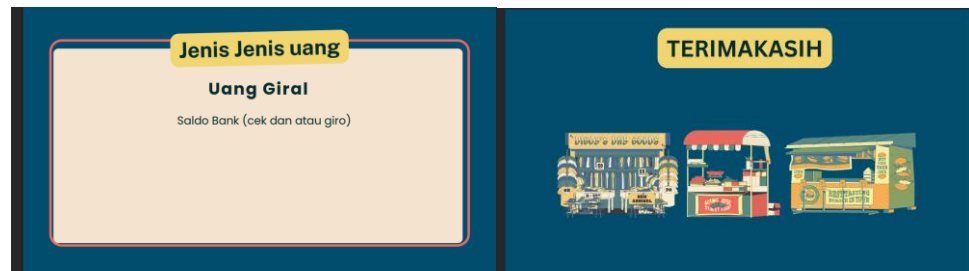 Jenis Jenis uang
Uang Giral
Saldo Bank (cek dan atau giro)
TERIMAKASIH